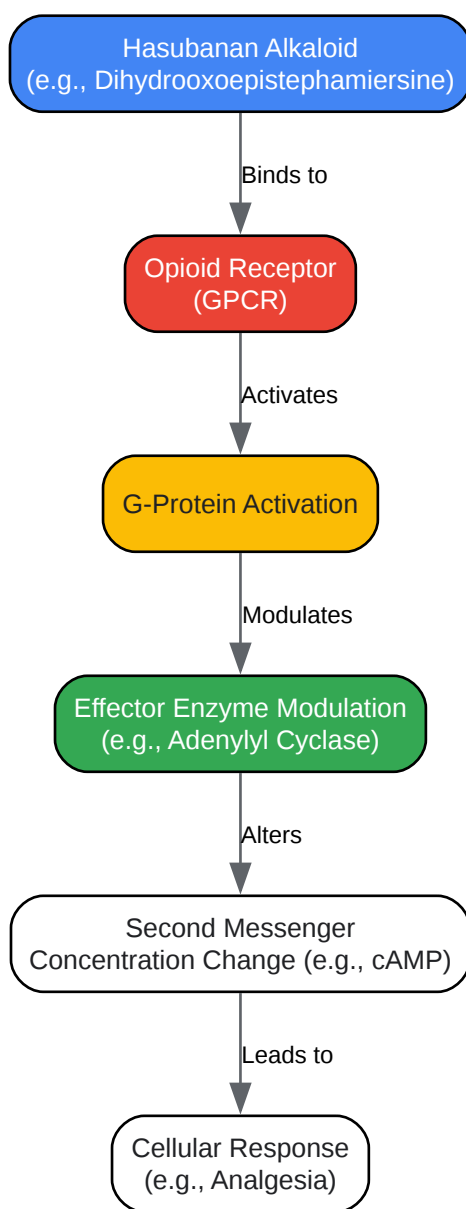 Hasubanan Alkaloid
(e.g., Dihydrooxoepistephamiersine)
Binds to
Opioid Receptor
(GPCR)
Activates
G-Protein Activation
Modulates
Effector Enzyme Modulation
(e.g., Adenylyl Cyclase)
Alters
Second Messenger
Concentration Change (e.g., cAMP)
Leads to
Cellular Response
(e.g., Analgesia)